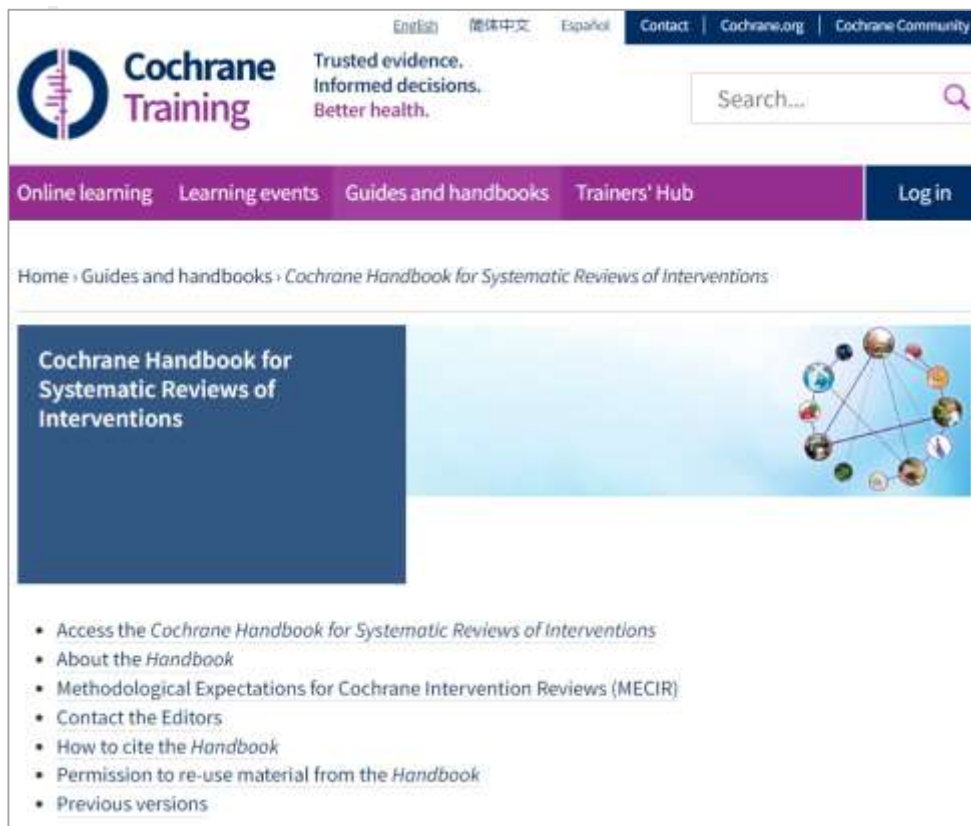 English 简体中文 Español Contact | Cochrane.org | Cochrane Community
Cochrane
Training
Trusted evidence.
Informed decisions.
Better health.
Search...
Online learning Learning events Guides and handbooks Trainers' Hub Log in
Home › Guides and handbooks › Cochrane Handbook for Systematic Reviews of Interventions
Cochrane Handbook for
Systematic Reviews of
Interventions
• Access the Cochrane Handbook for Systematic Reviews of Interventions
• About the Handbook
• Methodological Expectations for Cochrane Intervention Reviews (MECIR)
• Contact the Editors
• How to cite the Handbook
• Permission to re-use material from the Handbook
• Previous versions